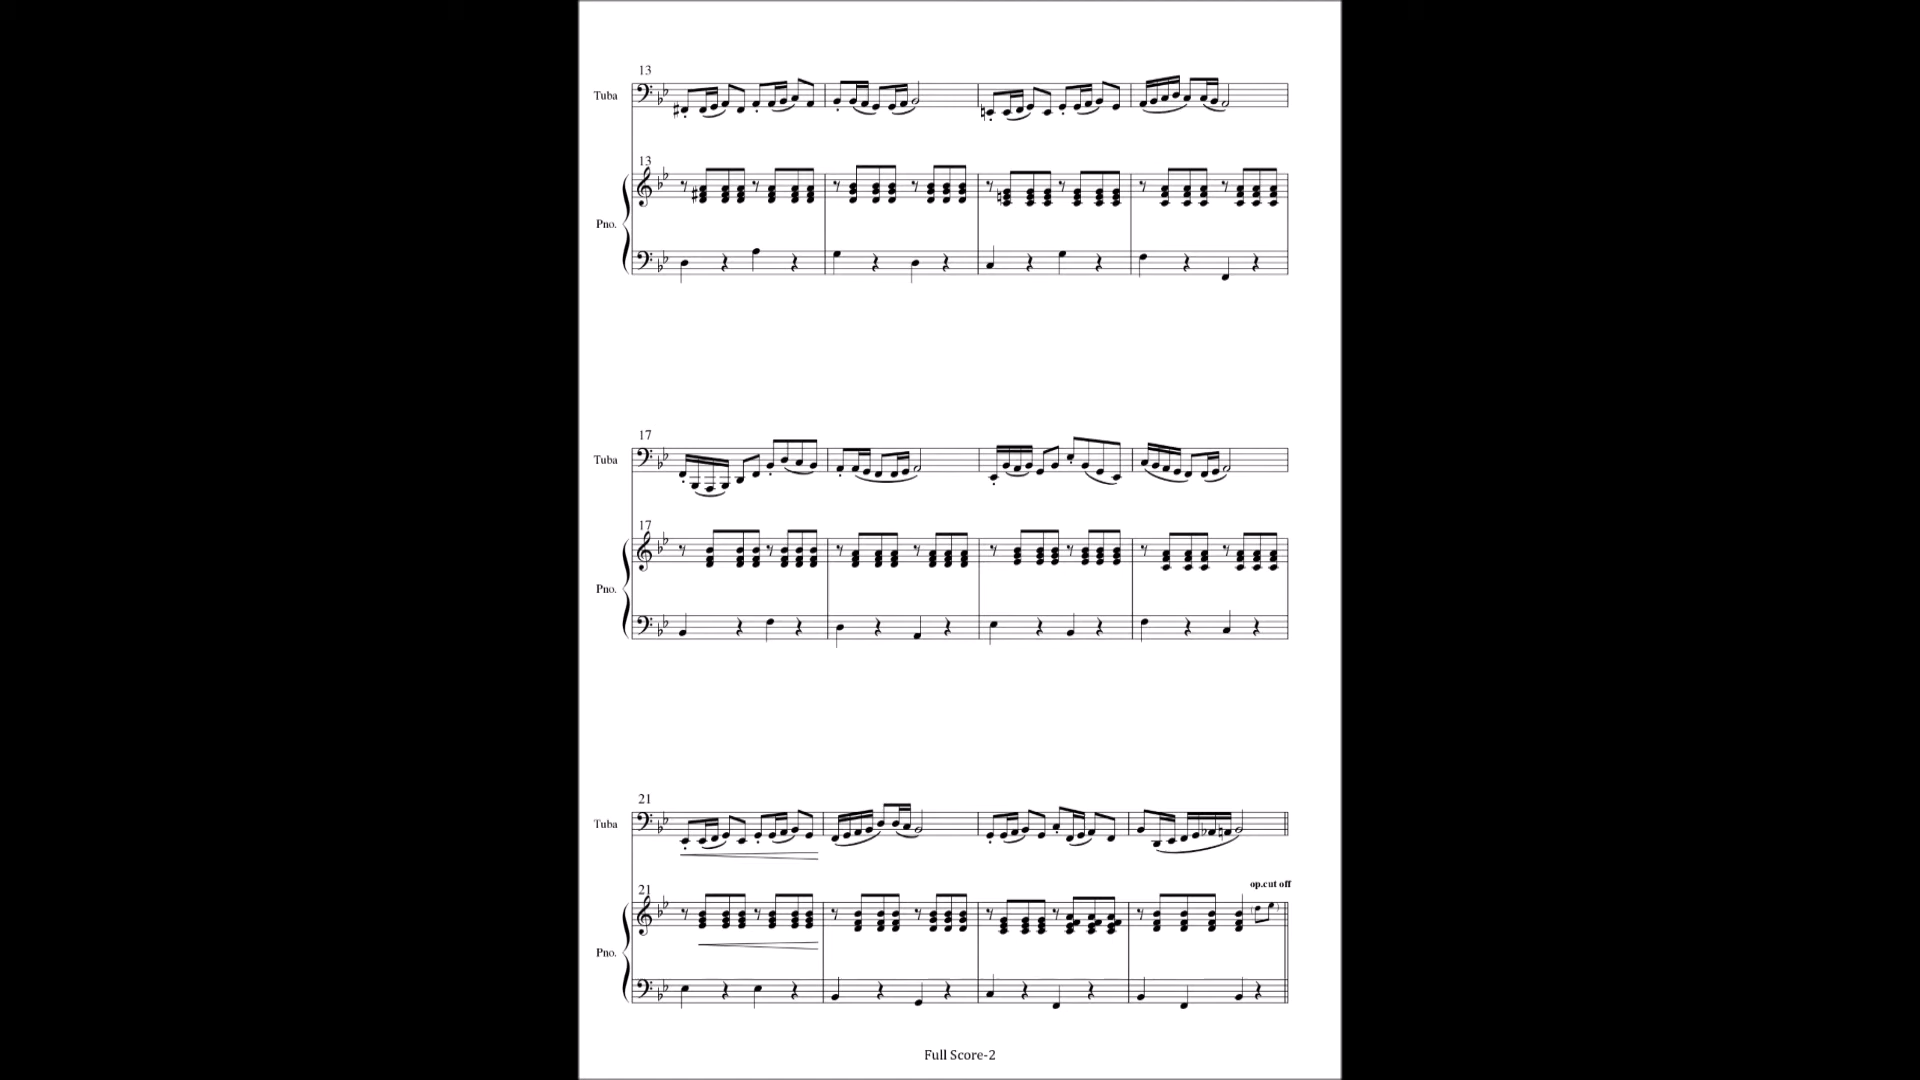 13
Tuba
13
Pno.
17
Tuba
17
Pno.
21
Tuba
op.cut off
21
Pno.
Full Score-2